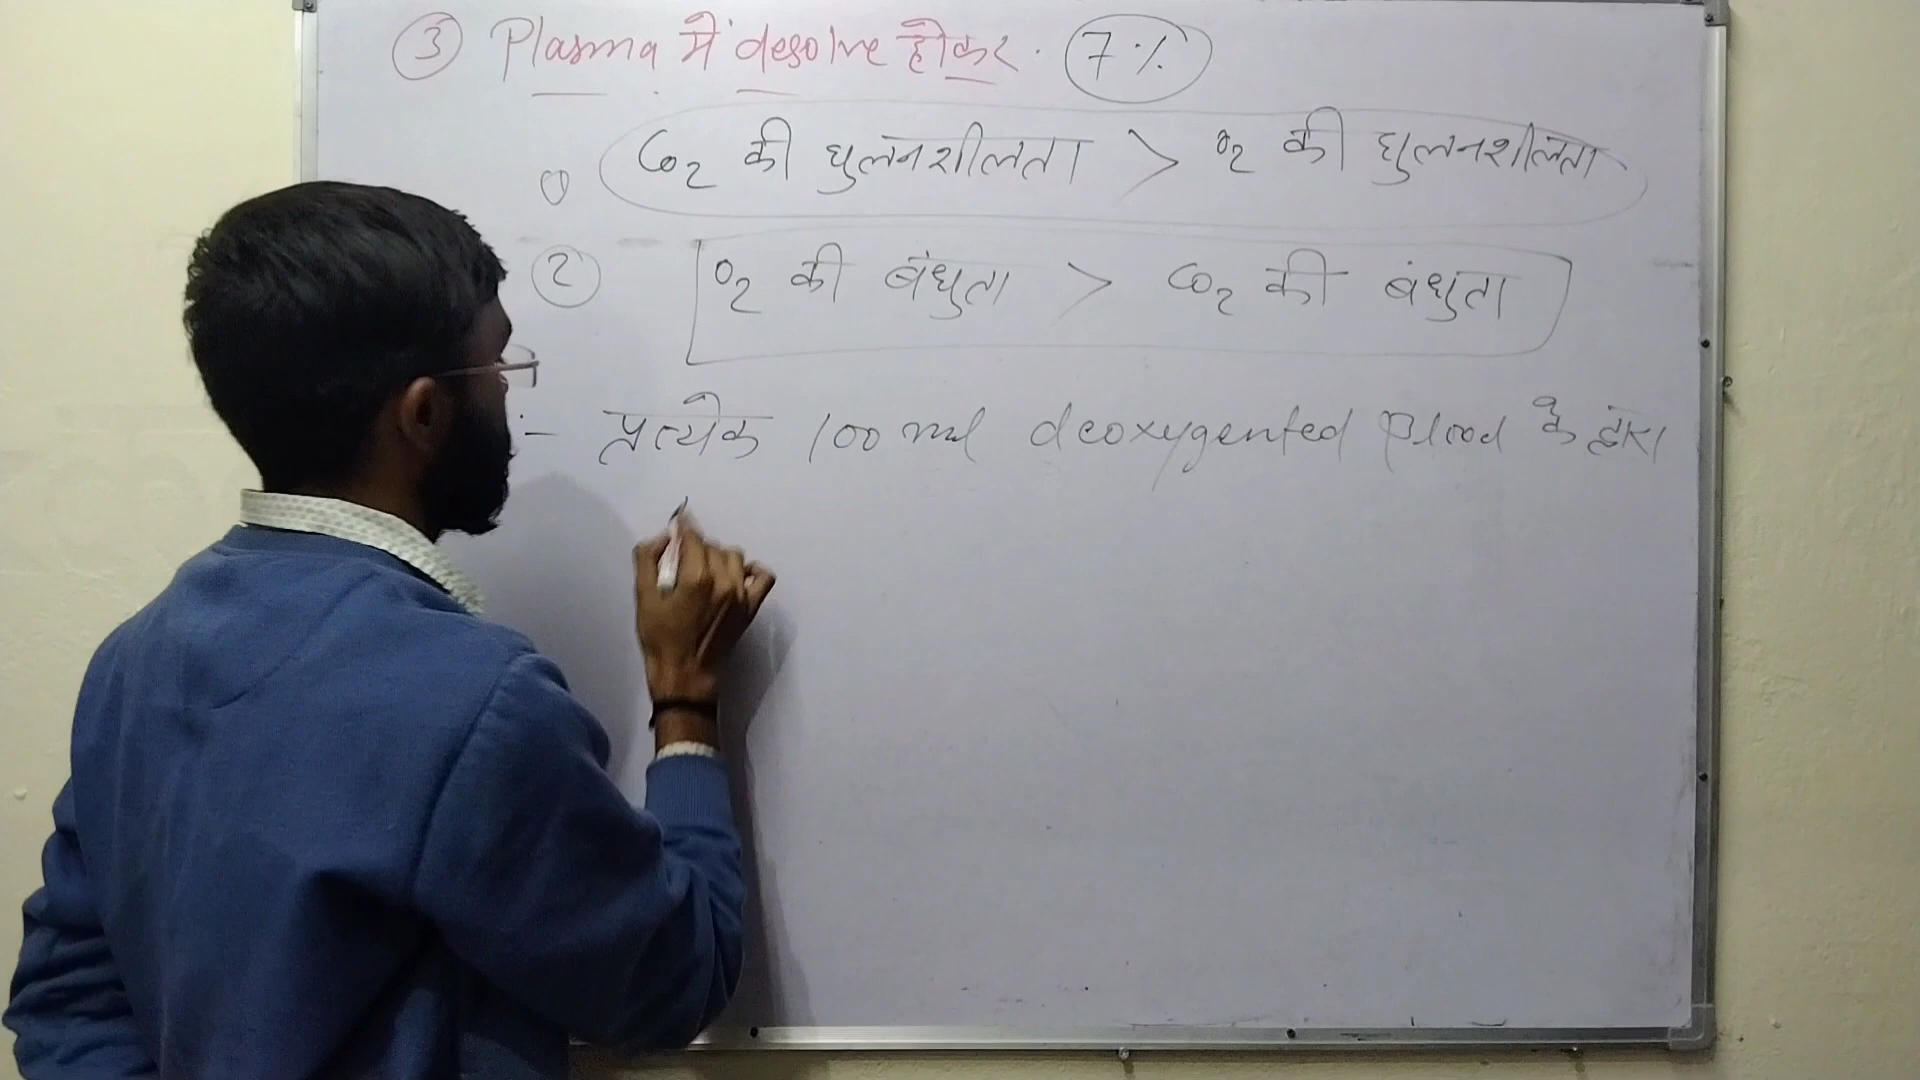 ③ Plasma में desolve होकर. 7%
① CO2 की घुलनशीलता > O2 की घुलनशीलता
② O2 की बंधुता > CO2 की बंधुता
:- प्रत्येक 100 ml deoxygented Blood के द्वारा